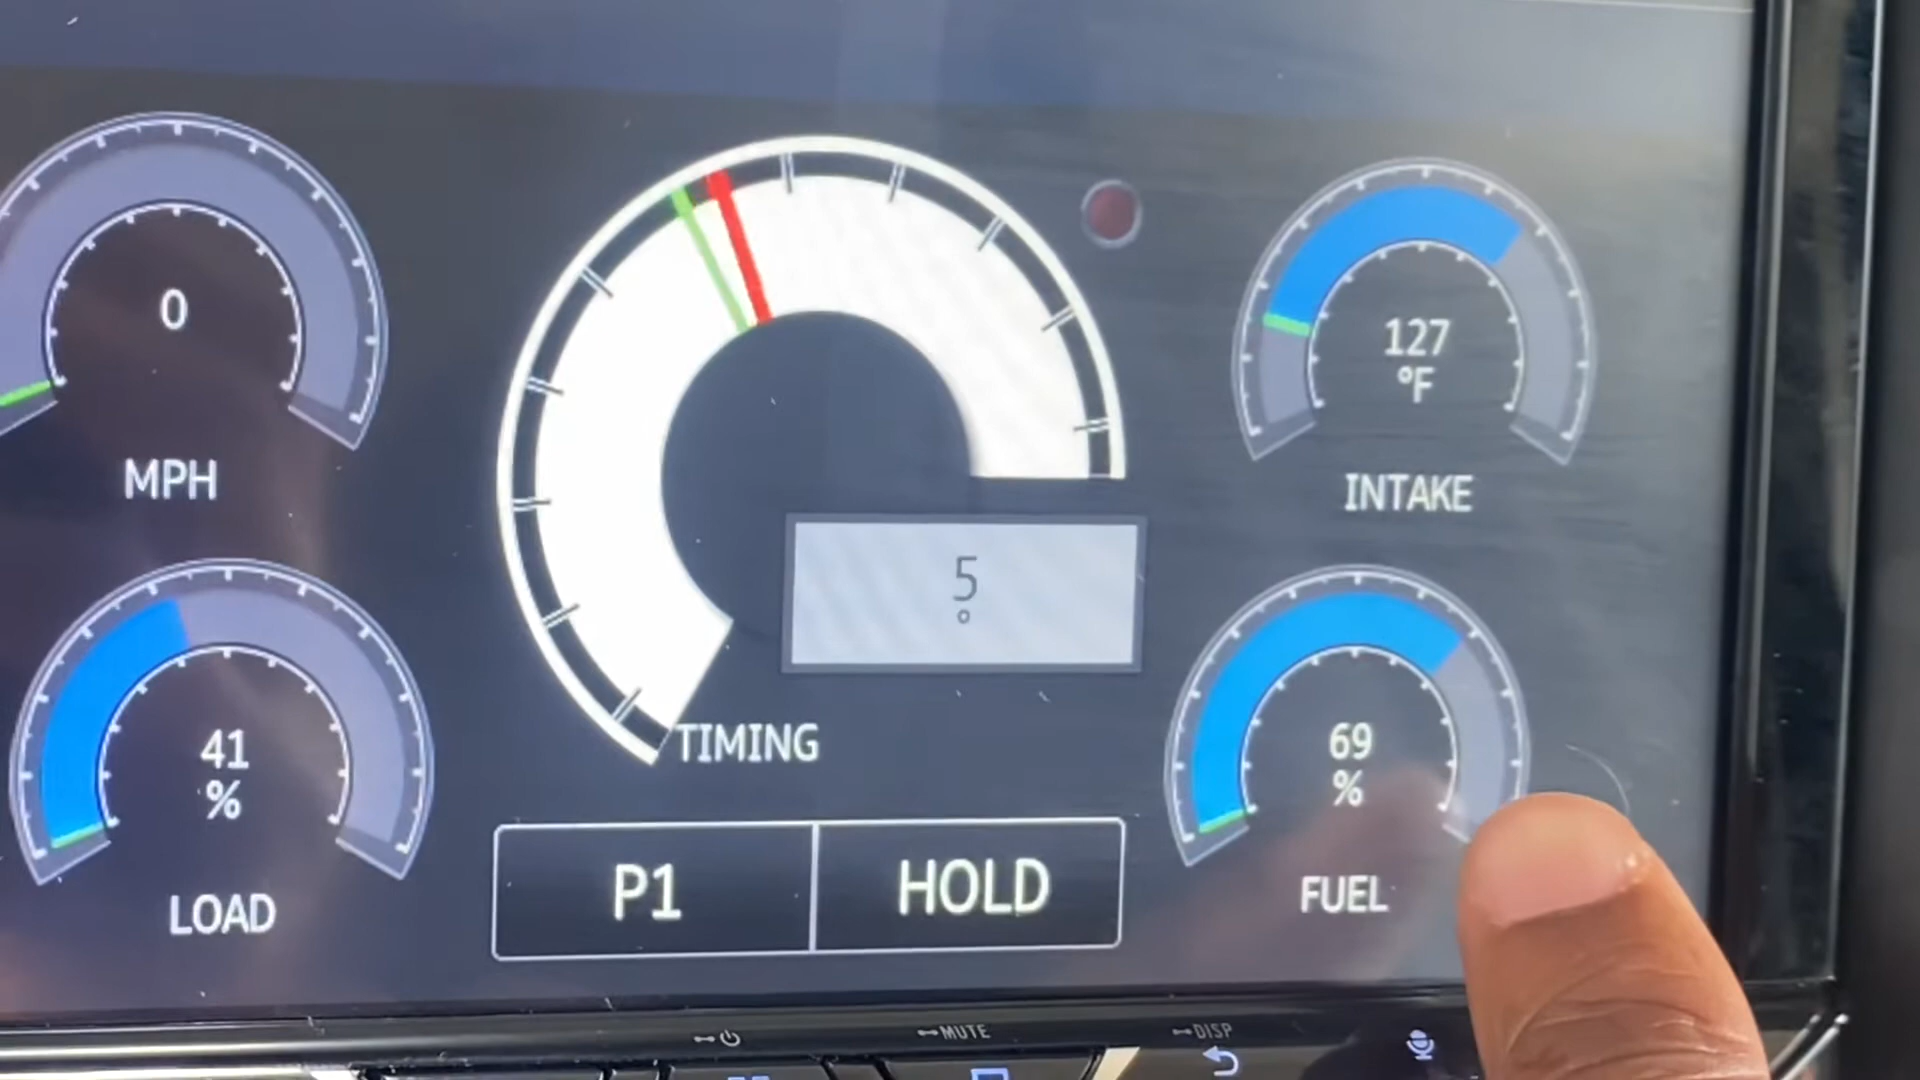 0
MPH
127
°F
INTAKE
5
°
41
%
LOAD
TIMING
69
%
FUEL
P1
HOLD
MUTE
DISP